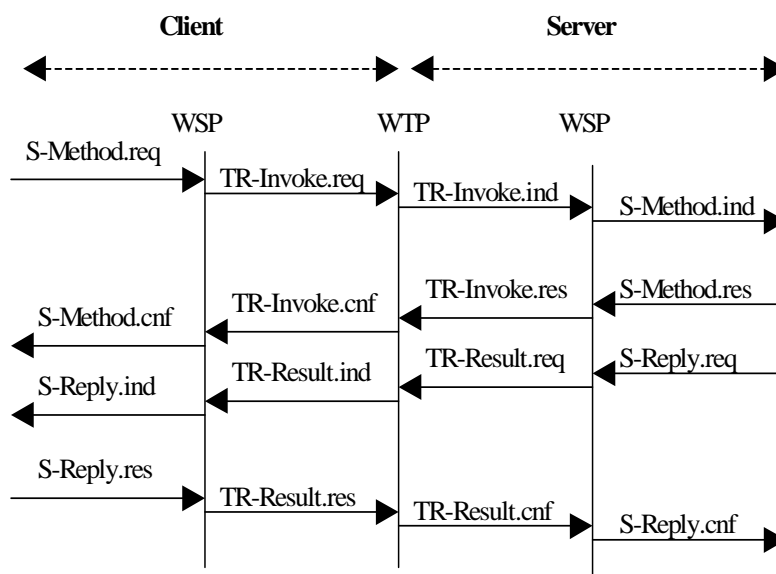 Client Server
WSP WTP WSP
S-Method.req
TR-Invoke.req
TR-Invoke.ind
S-Method.ind
S-Method.res
TR-Invoke.res
TR-Invoke.cnf
S-Method.cnf
S-Reply.req
TR-Result.req
TR-Result.ind
S-Reply.ind
S-Reply.res
TR-Result.res
TR-Result.cnf
S-Reply.cnf